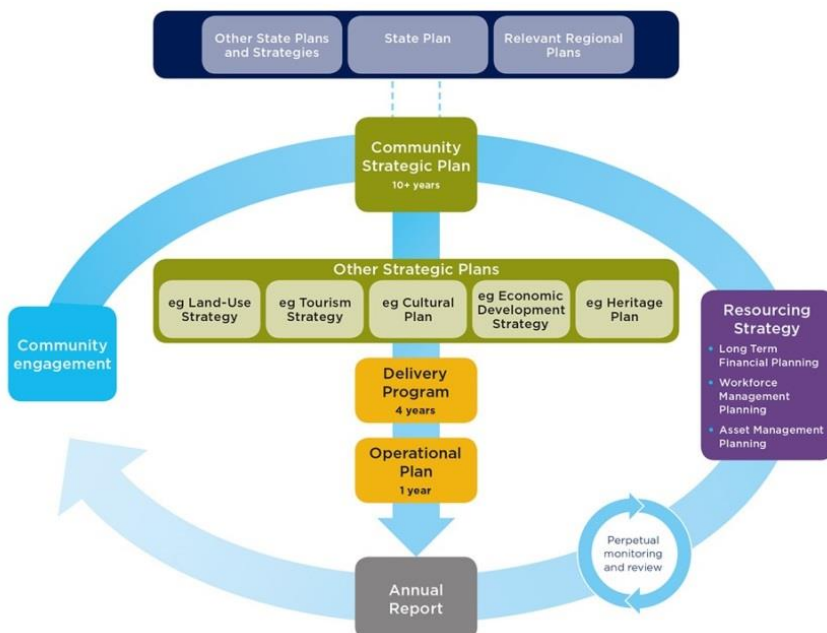 Other State Plans
and Strategies
State Plan
Relevant Regional
Plans
Community
Strategic Plan
10+ years
Other Strategic Plans
eg Land-Use
Strategy
eg Tourism
Strategy
eg Cultural
Plan
eg Economic
Development
Strategy
eg Heritage
Plan
Community
engagement
Resourcing
Strategy
• Long Term
Financial Planning
• Workforce
Management
Planning
• Asset Management
Planning
Delivery
Program
4 years
Operational
Plan
1 year
Perpetual
monitoring
and review
Annual
Report